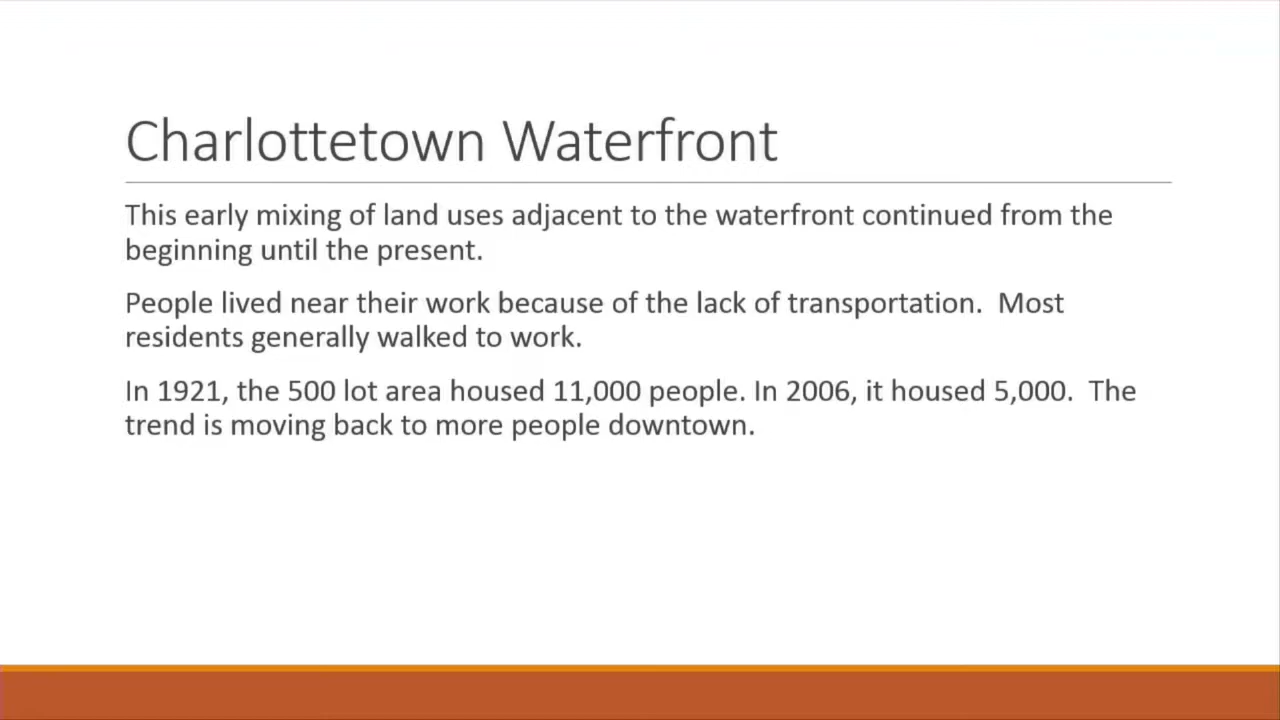 Charlottetown Waterfront
This early mixing of land uses adjacent to the waterfront continued from the
beginning until the present.
People lived near their work because of the lack of transportation.  Most
residents generally walked to work.
In 1921, the 500 lot area housed 11,000 people. In 2006, it housed 5,000.  The
trend is moving back to more people downtown.